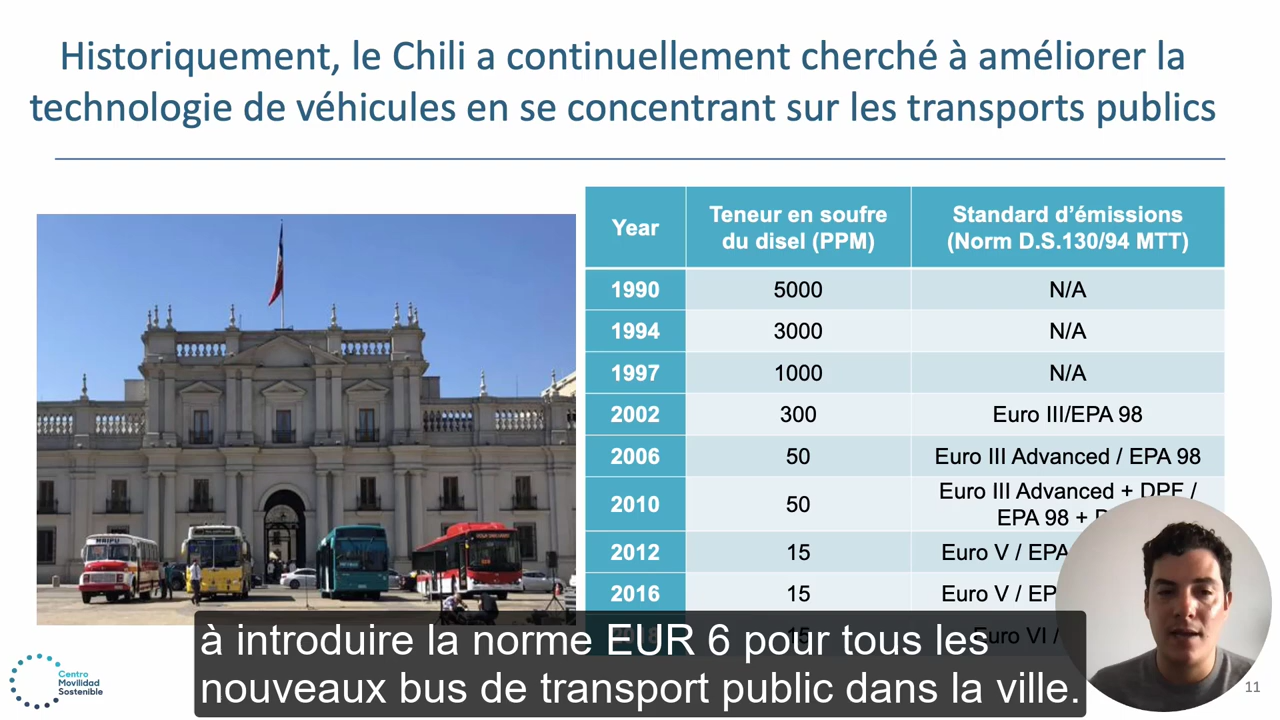 Historiquement, le Chili a continuellement cherché à améliorer la
technologie de véhicules en se concentrant sur les transports publics
Year
Teneur en soufre
du disel (PPM)
Standard d'émissions
(Norm D.S.130/94 MTT)
1990 5000 N/A
1994 3000 N/A
1997 1000 N/A
2002 300 Euro III/EPA 98
2006 50 Euro III Advanced / EPA 98
2010 50 Euro III Advanced + DPF /
EPA 98 +
2012 15 Euro V / EPA
2016 15 Euro V /
15 Euro VI /
MAIPU
à introduire la norme EUR 6 pour tous les
nouveaux bus de transport public dans la ville.
Centro
Movilidad
Sostenible
11